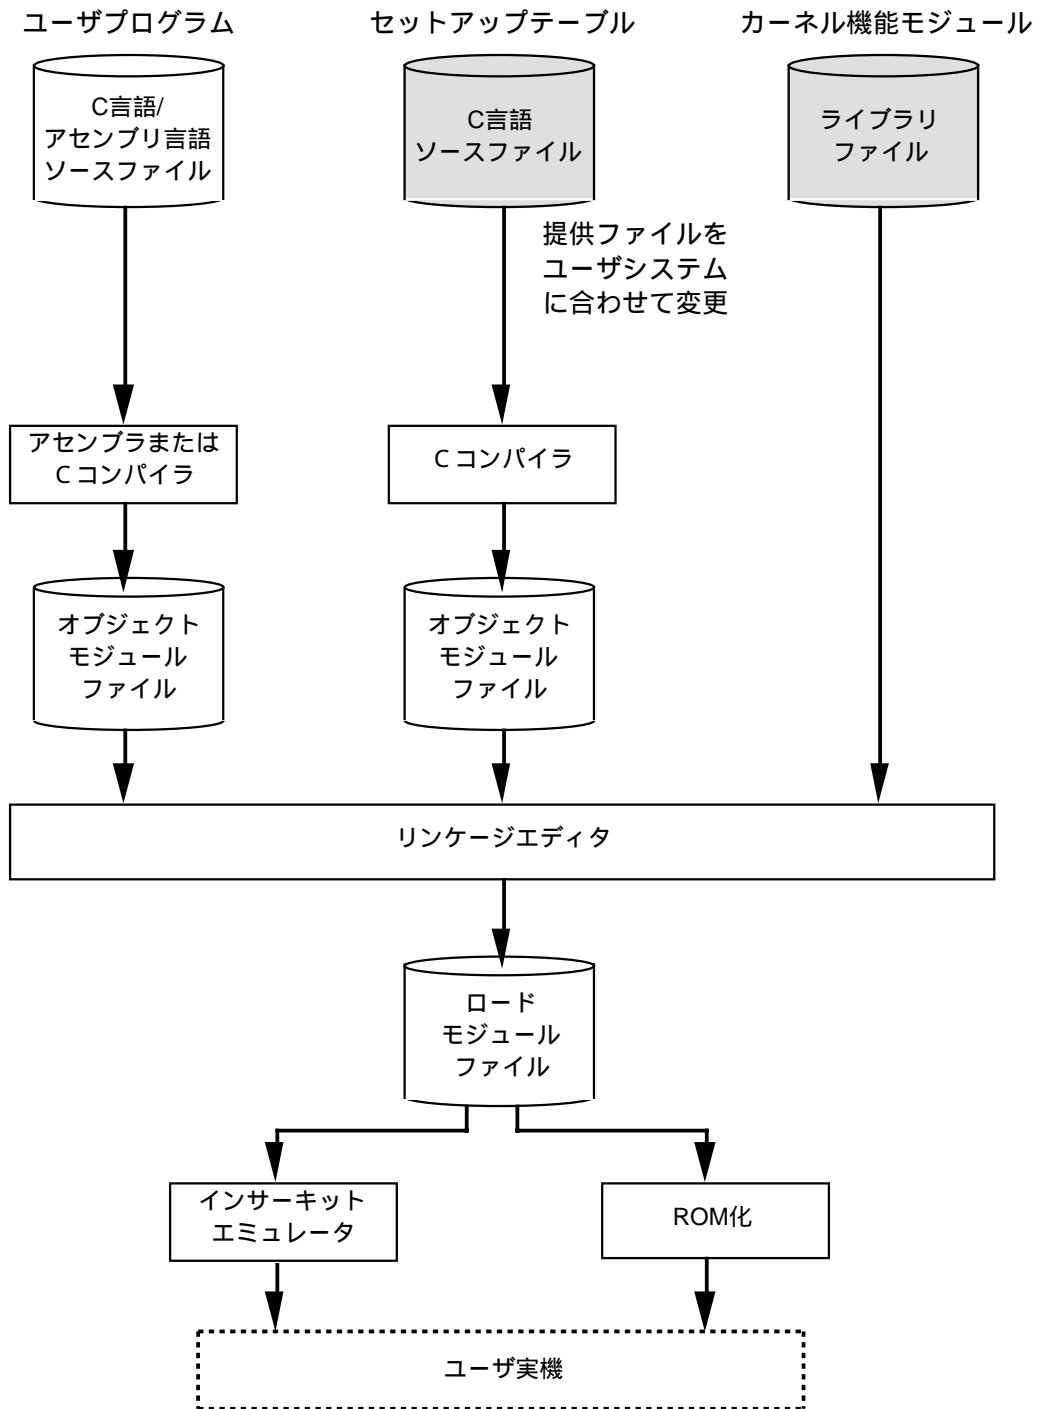 ユーザプログラム
セットアップテーブル
カーネル機能モジュール
C言語/
アセンブリ言語
ソースファイル
C言語
ソースファイル
ライブラリ
ファイル
提供ファイルを
ユーザシステム
に合わせて変更
アセンブラまたは
C コンパイラ
C コンパイラ
オブジェクト
モジュール
ファイル
オブジェクト
モジュール
ファイル
リンケージエディタ
ロード
モジュール
ファイル
インサーキット
エミュレータ
ROM化
ユーザ実機